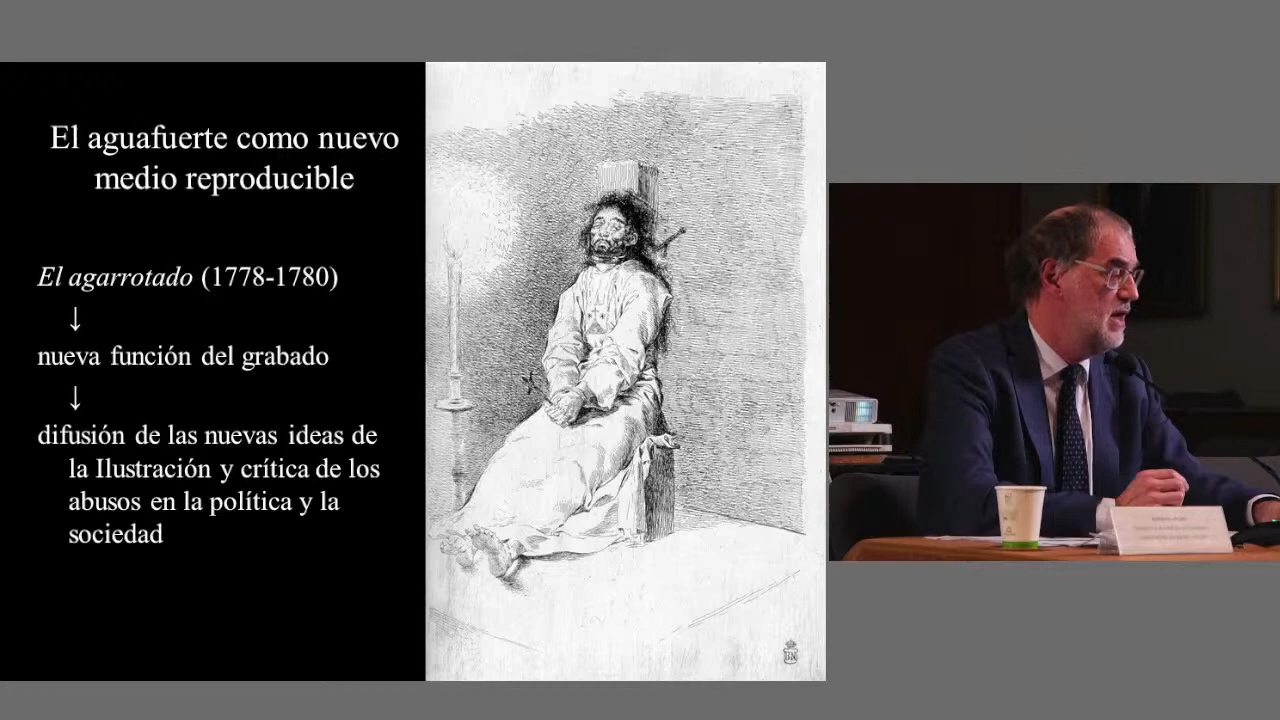 El aguafuerte como nuevo
medio reproducible
El agarrotado (1778-1780)
↓
nueva función del grabado
↓
difusión de las nuevas ideas de
la Ilustración y crítica de los
abusos en la política y la
sociedad